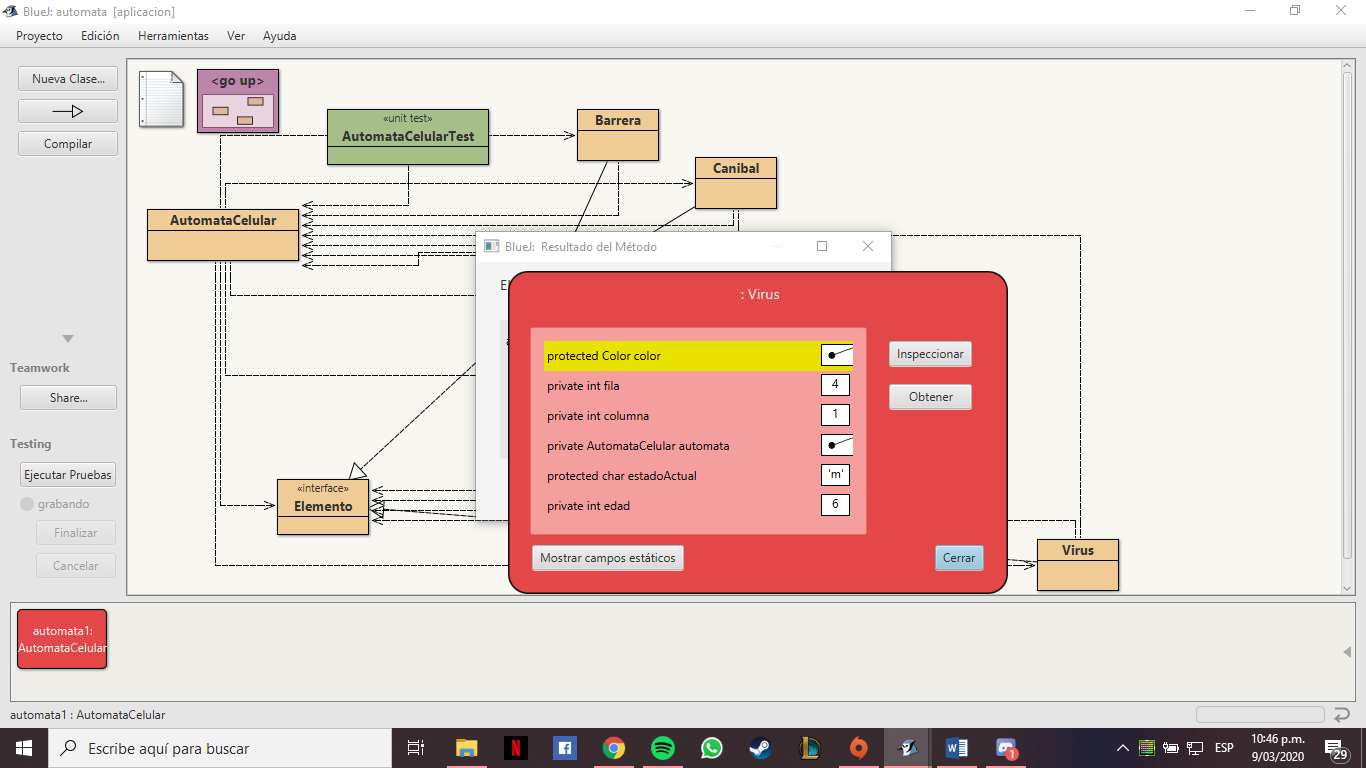 BlueJ: automata [aplicacion]
Proyecto Edición Herramientas Ver Ayuda
Nueva Clase...
Compilar
Teamwork
Share...
Testing
Ejecutar Pruebas
grabando
Finalizar
Cancelar
<go up>
«unit test»
AutomataCelularTest
Barrera
Canibal
AutomataCelular
«interface»
Elemento
Virus
BlueJ: Resultado del Método
: Virus
protected Color color
private int fila 4
private int columna 1
private AutomataCelular automata
protected char estadoActual 'm'
private int edad 6
Inspeccionar
Obtener
Mostrar campos estáticos
Cerrar
automata1:
AutomataCelular
automata1 : AutomataCelular
Escribe aquí para buscar
N
W
1
ESP
10:46 p.m.
9/03/2020
29